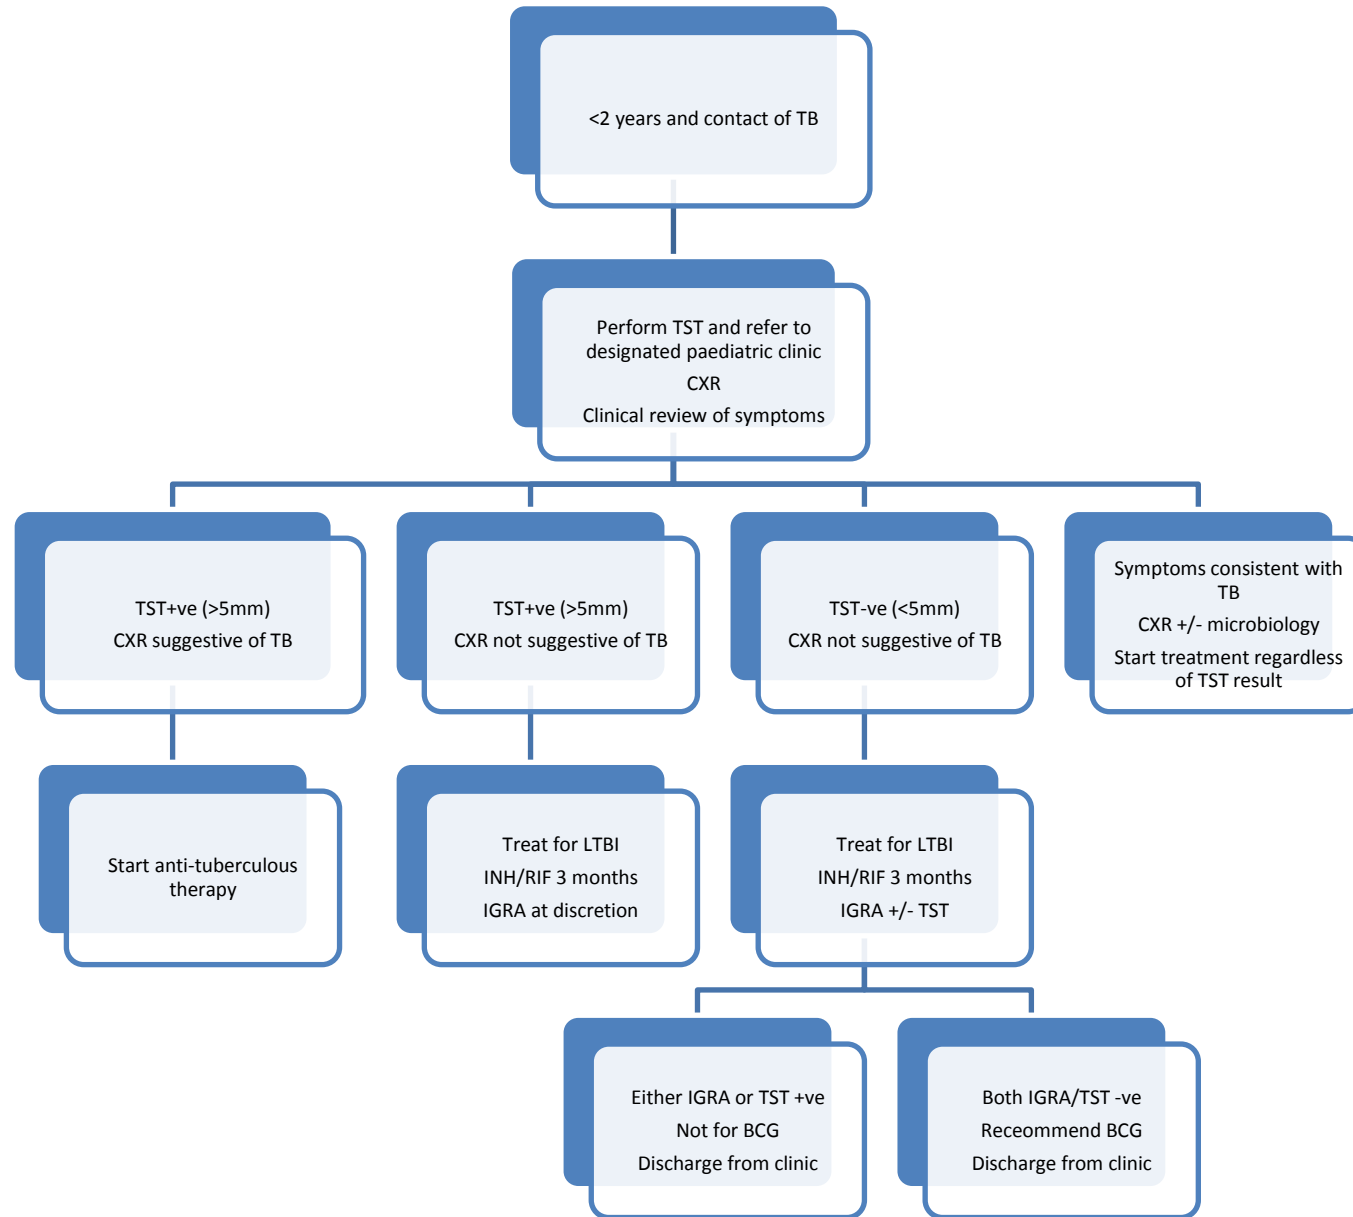 <2 years and contact of TB
Perform TST and refer to
designated paediatric clinic
CXR
Clinical review of symptoms
TST+ve (>5mm)
CXR suggestive of TB
TST+ve (>5mm)
CXR not suggestive of TB
TST-ve (<5mm)
CXR not suggestive of TB
Symptoms consistent with
TB
CXR +/- microbiology
Start treatment regardless
of TST result
Start anti-tuberculous
therapy
Treat for LTBI
INH/RIF 3 months
IGRA at discretion
Treat for LTBI
INH/RIF 3 months
IGRA +/- TST
Either IGRA or TST +ve
Not for BCG
Discharge from clinic
Both IGRA/TST -ve
Receommend BCG
Discharge from clinic